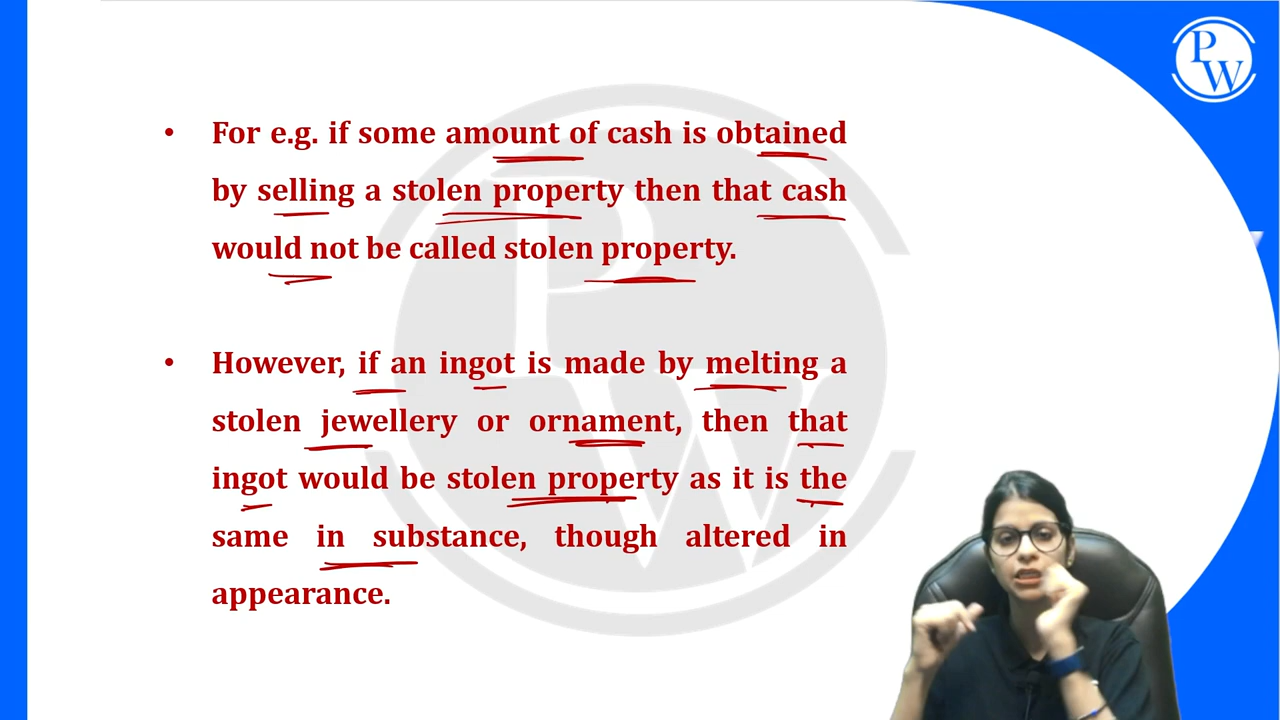 P
W
• For e.g. if some amount of cash is obtained
by selling a stolen property then that cash
would not be called stolen property.
• However, if an ingot is made by melting a
stolen jewellery or ornament, then that
ingot would be stolen property as it is the
same in substance, though altered in
appearance.